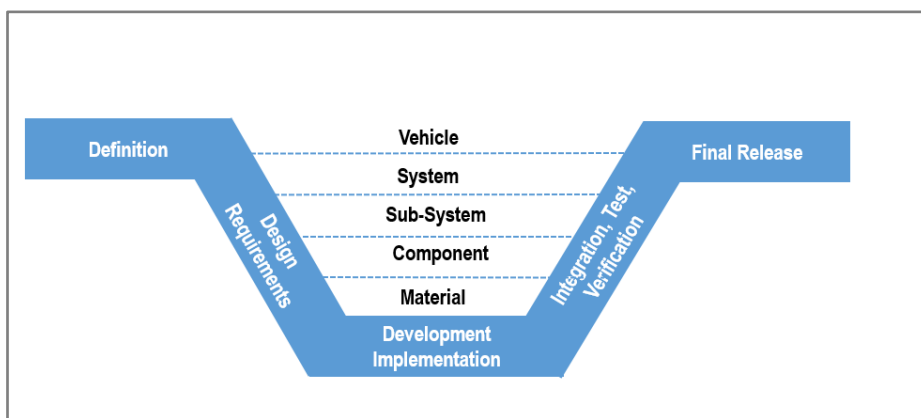 Definition
Design
Requirements
Vehicle
System
Sub-System
Component
Material
Development
Implementation
Integration, Test,
Verification
Final Release